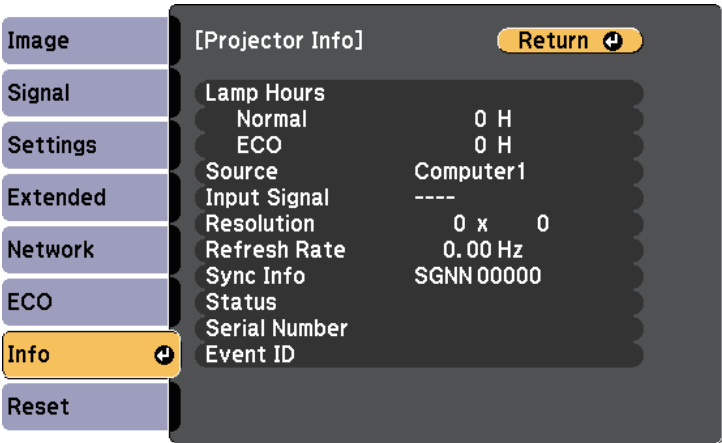 Image
Signal
Settings
Extended
Network
ECO
Info
Reset
[Projector Info]
Return
Lamp Hours
Normal 0 H
ECO 0 H
Source Computer1
Input Signal ----
Resolution 0 x 0
Refresh Rate 0.00 Hz
Sync Info SGNN 00000
Status
Serial Number
Event ID